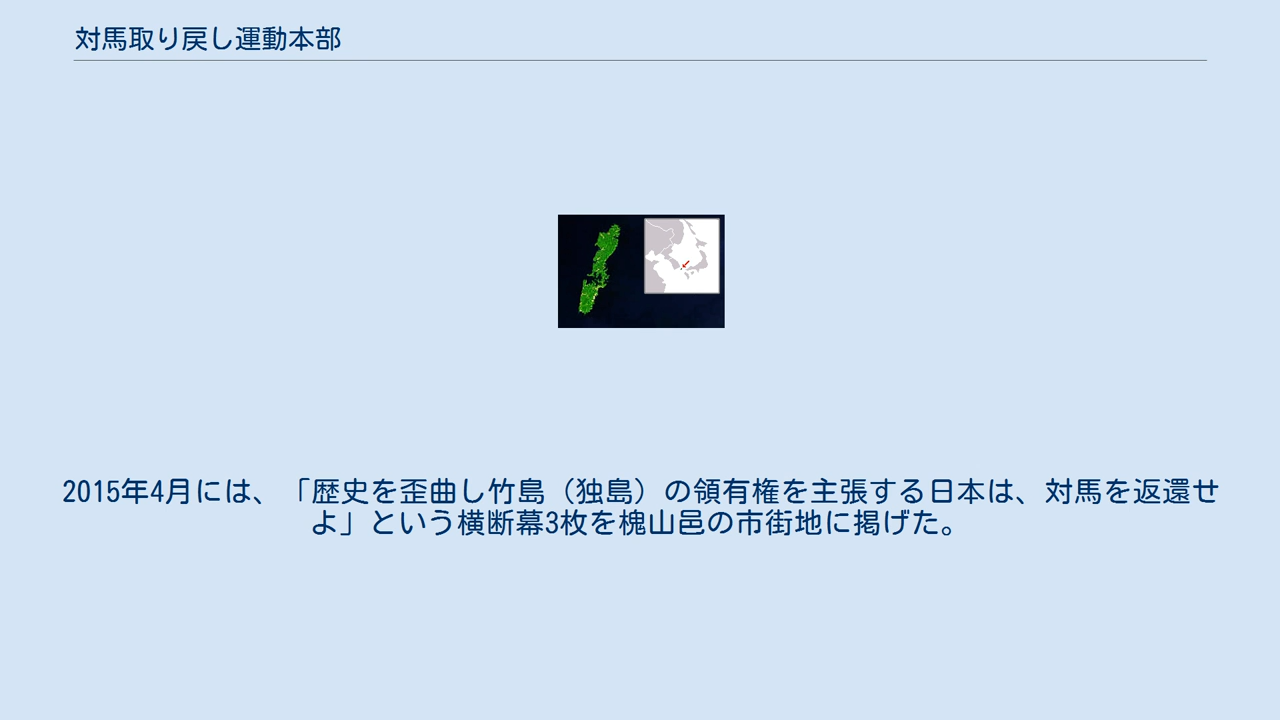 対馬取り戻し運動本部
2015年4月には、「歴史を歪曲し竹島（独島）の領有権を主張する日本は、対馬を返還せ
よ」という横断幕3枚を槐山邑の市街地に掲げた。